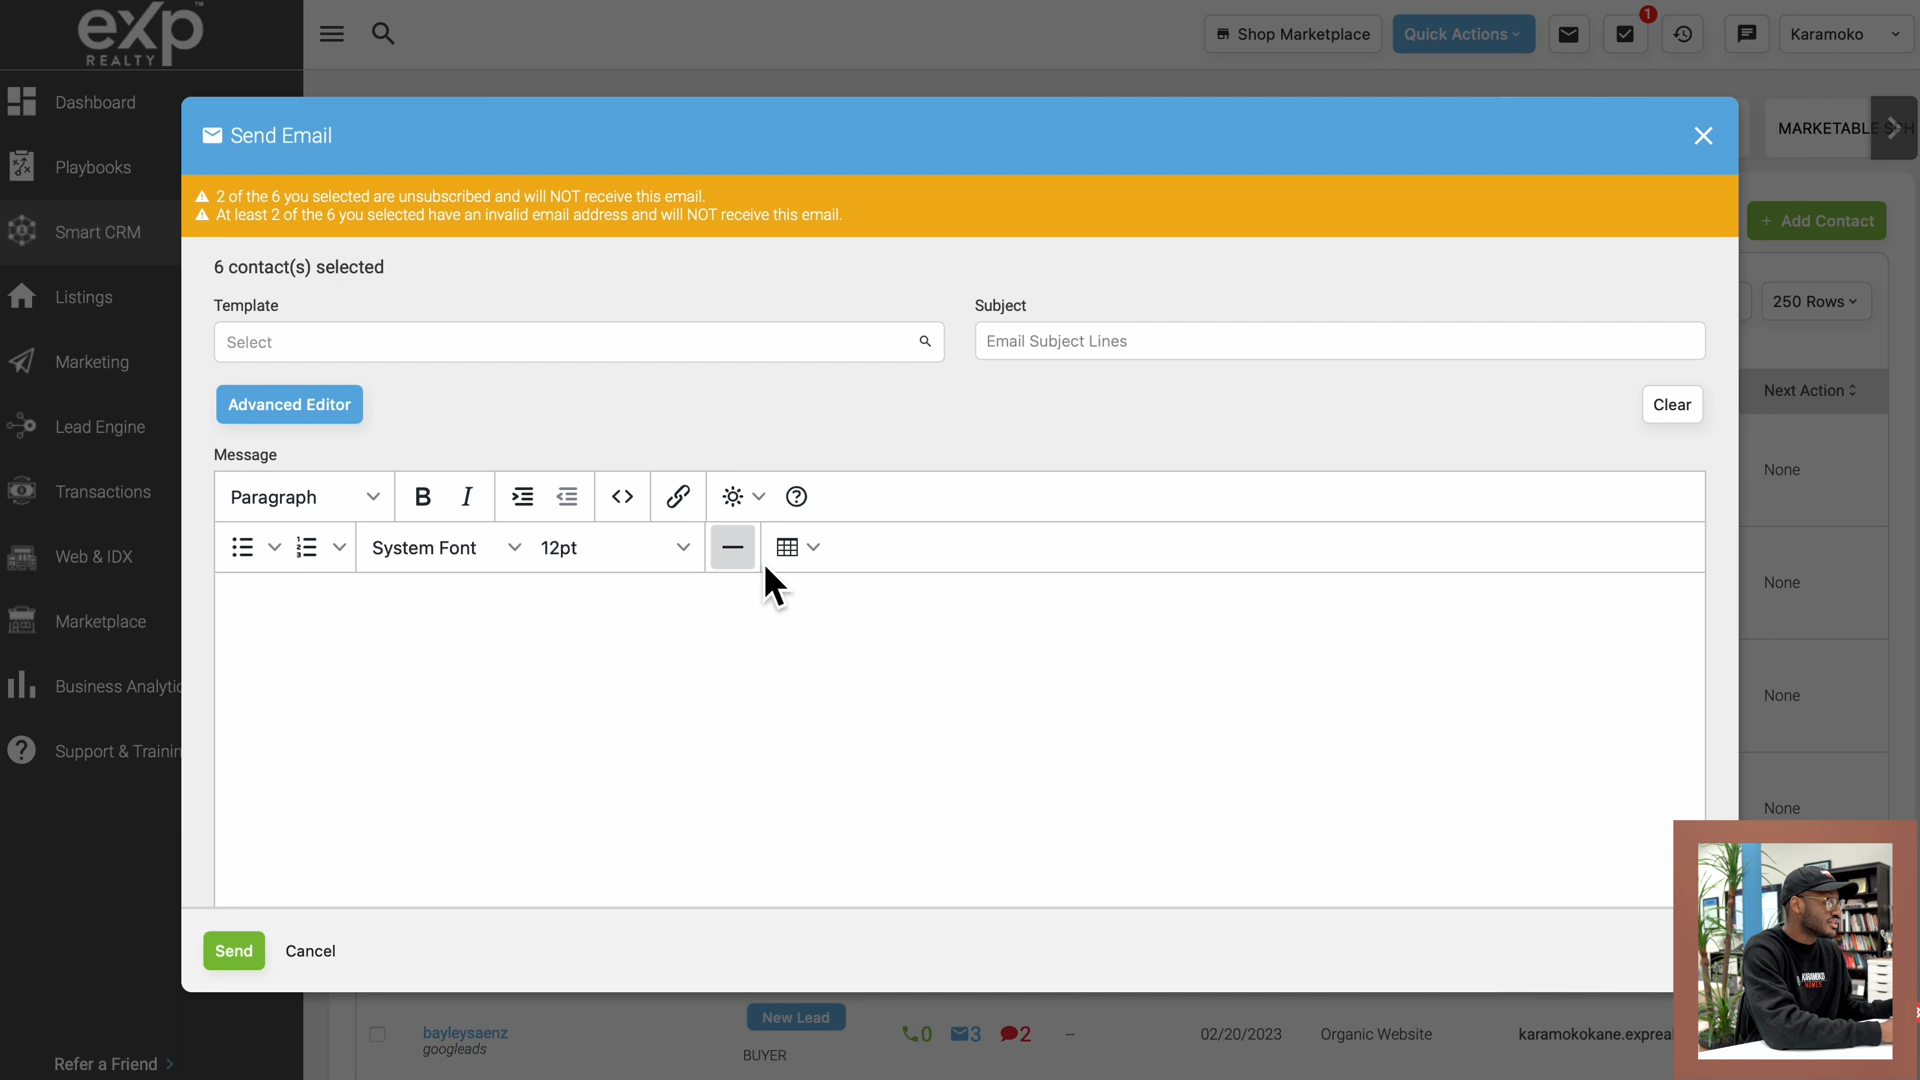 eXp™
REALTY
Shop Marketplace
Quick Actions
1
Karamoko
Dashboard
Playbooks
Smart CRM
Listings
Marketing
Lead Engine
Transactions
Web & IDX
Marketplace
Business Analytic
Support & Trainin
Refer a Friend >
Send Email
MARKETABLE
2 of the 6 you selected are unsubscribed and will NOT receive this email.
At least 2 of the 6 you selected have an invalid email address and will NOT receive this email.
+ Add Contact
6 contact(s) selected
Template
Subject
Select
Email Subject Lines
250 Rows
Advanced Editor
Clear
Next Action
Message
Paragraph
B I
System Font
12pt
None
None
None
None
Send
Cancel
KARAMOKO
HOMES
New Lead
bayleysaenz
googleads
BUYER
0
3
2
--
02/20/2023
Organic Website
karamokokane.exprea